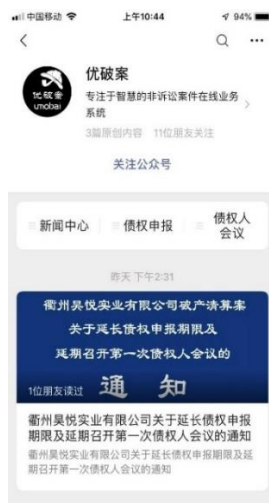 中国移动 上午10:44 94%
优破案
优破案
umobai
专注于智慧的非诉讼案件在线业务
系统
3篇原创内容 11位朋友关注
关注公众号
新闻中心 债权申报 债权人
会议
昨天 下午2:31
衢州昊悦实业有限公司破产清算案
关于延长债权申报期限及
延期召开第一次债权人会议的
通 知
1位朋友读过
衢州昊悦实业有限公司关于延长债权申报
期限及延期召开第一次债权人会议的通知
衢州昊悦实业有限公司关于延长债权申报期限及延
期召开第一次债权人会议的通知